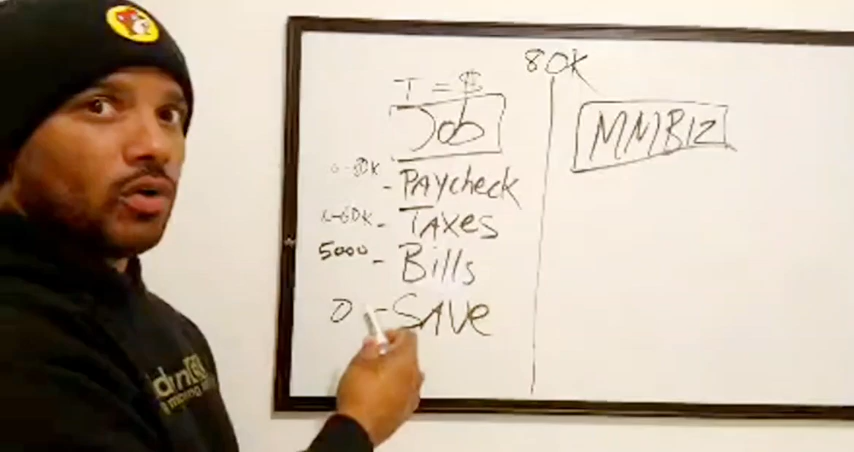 80K
T = $
Job
MMBIZ
- PAycheck
- TAxes
5000 - Bills
0 - SAVe